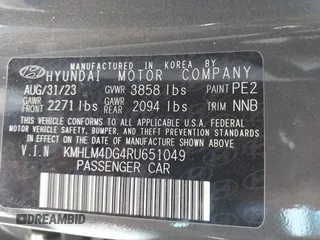 MANUFACTURED IN KOREA BY
HYUNDAI MOTOR COMPANY
AUG/31/23 GVWR 3858 lbs PAINT PE2
GAWR FRONT 2271 lbs GAWR REAR 2094 lbs TRIM NNB
THIS VEHICLE CONFORMS TO ALL APPLICABLE U.S. FEDERAL MOTOR VEHICLE SAFETY, BUMPER, AND THEFT PREVENTION STANDARDS IN EFFECT ON THE DATE OF MANUFACTURE SHOWN ABOVE.
V.I.N KMHLM4DG4RU651049
PASSENGER CAR
DREAMBID